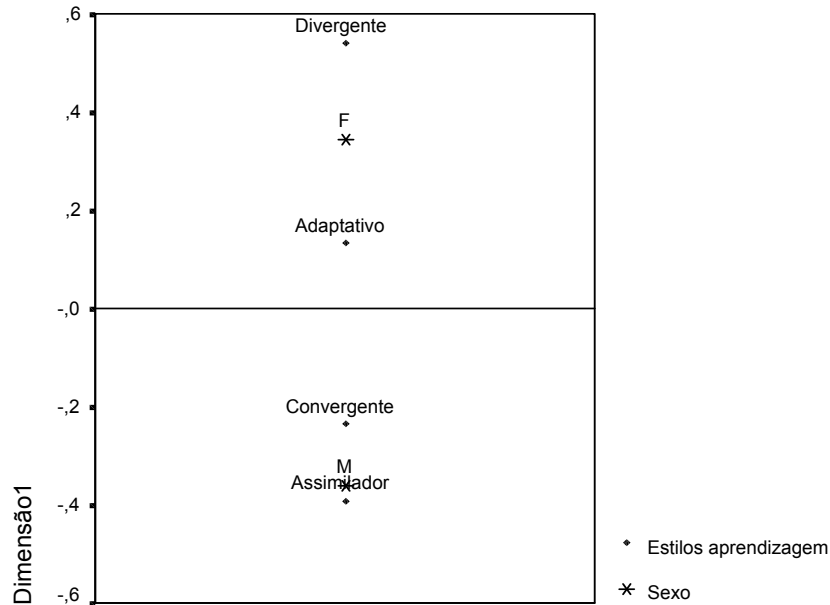 ,6
Divergente
,4
F
,2
Adaptativo
-,0
-,2
Convergente
M
Assimilador
-,4
Dimensão1
-,6
Estilos aprendizagem
Sexo